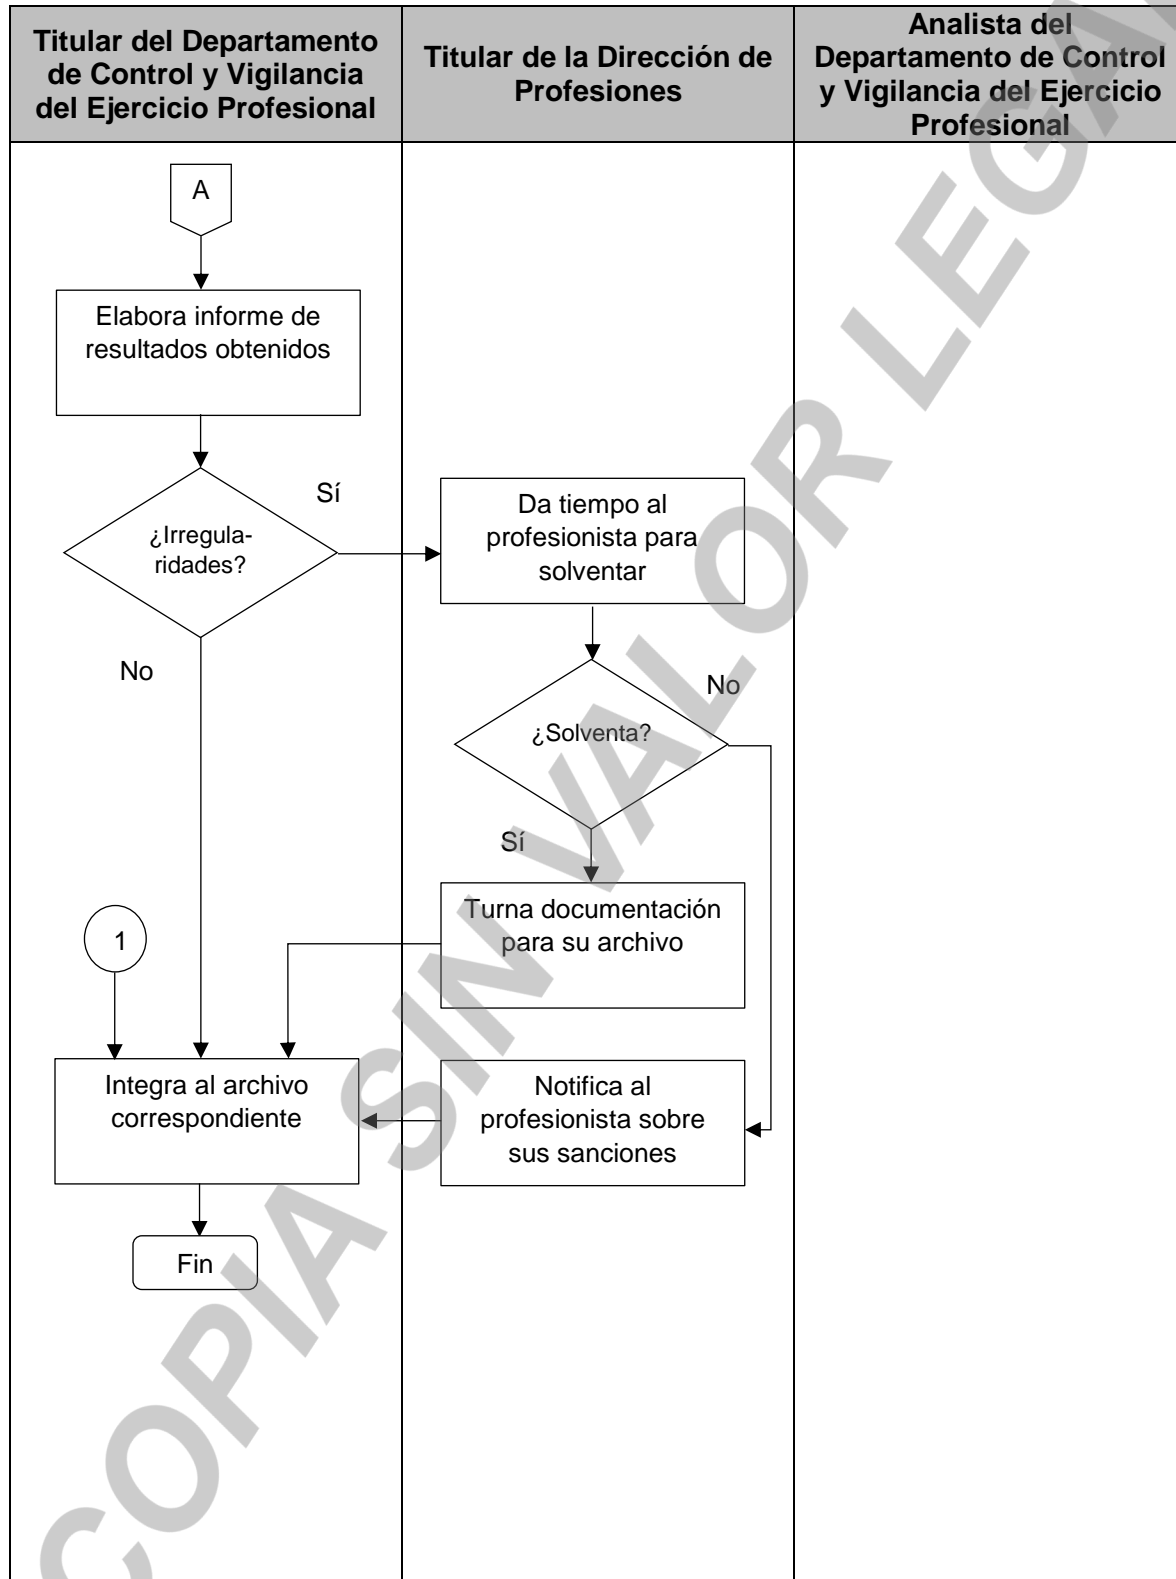 Titular del Departamento
de Control y Vigilancia
del Ejercicio Profesional
Titular de la Dirección de
Profesiones
Analista del
Departamento de Control
y Vigilancia del Ejercicio
Profesional
A
Elabora informe de
resultados obtenidos
¿Irregula-
ridades?
Sí
No
Da tiempo al
profesionista para
solventar
¿Solventa?
No
Sí
Turna documentación
para su archivo
1
Integra al archivo
correspondiente
Notifica al
profesionista sobre
sus sanciones
Fin
COPIA SIN VALOR LEGAL